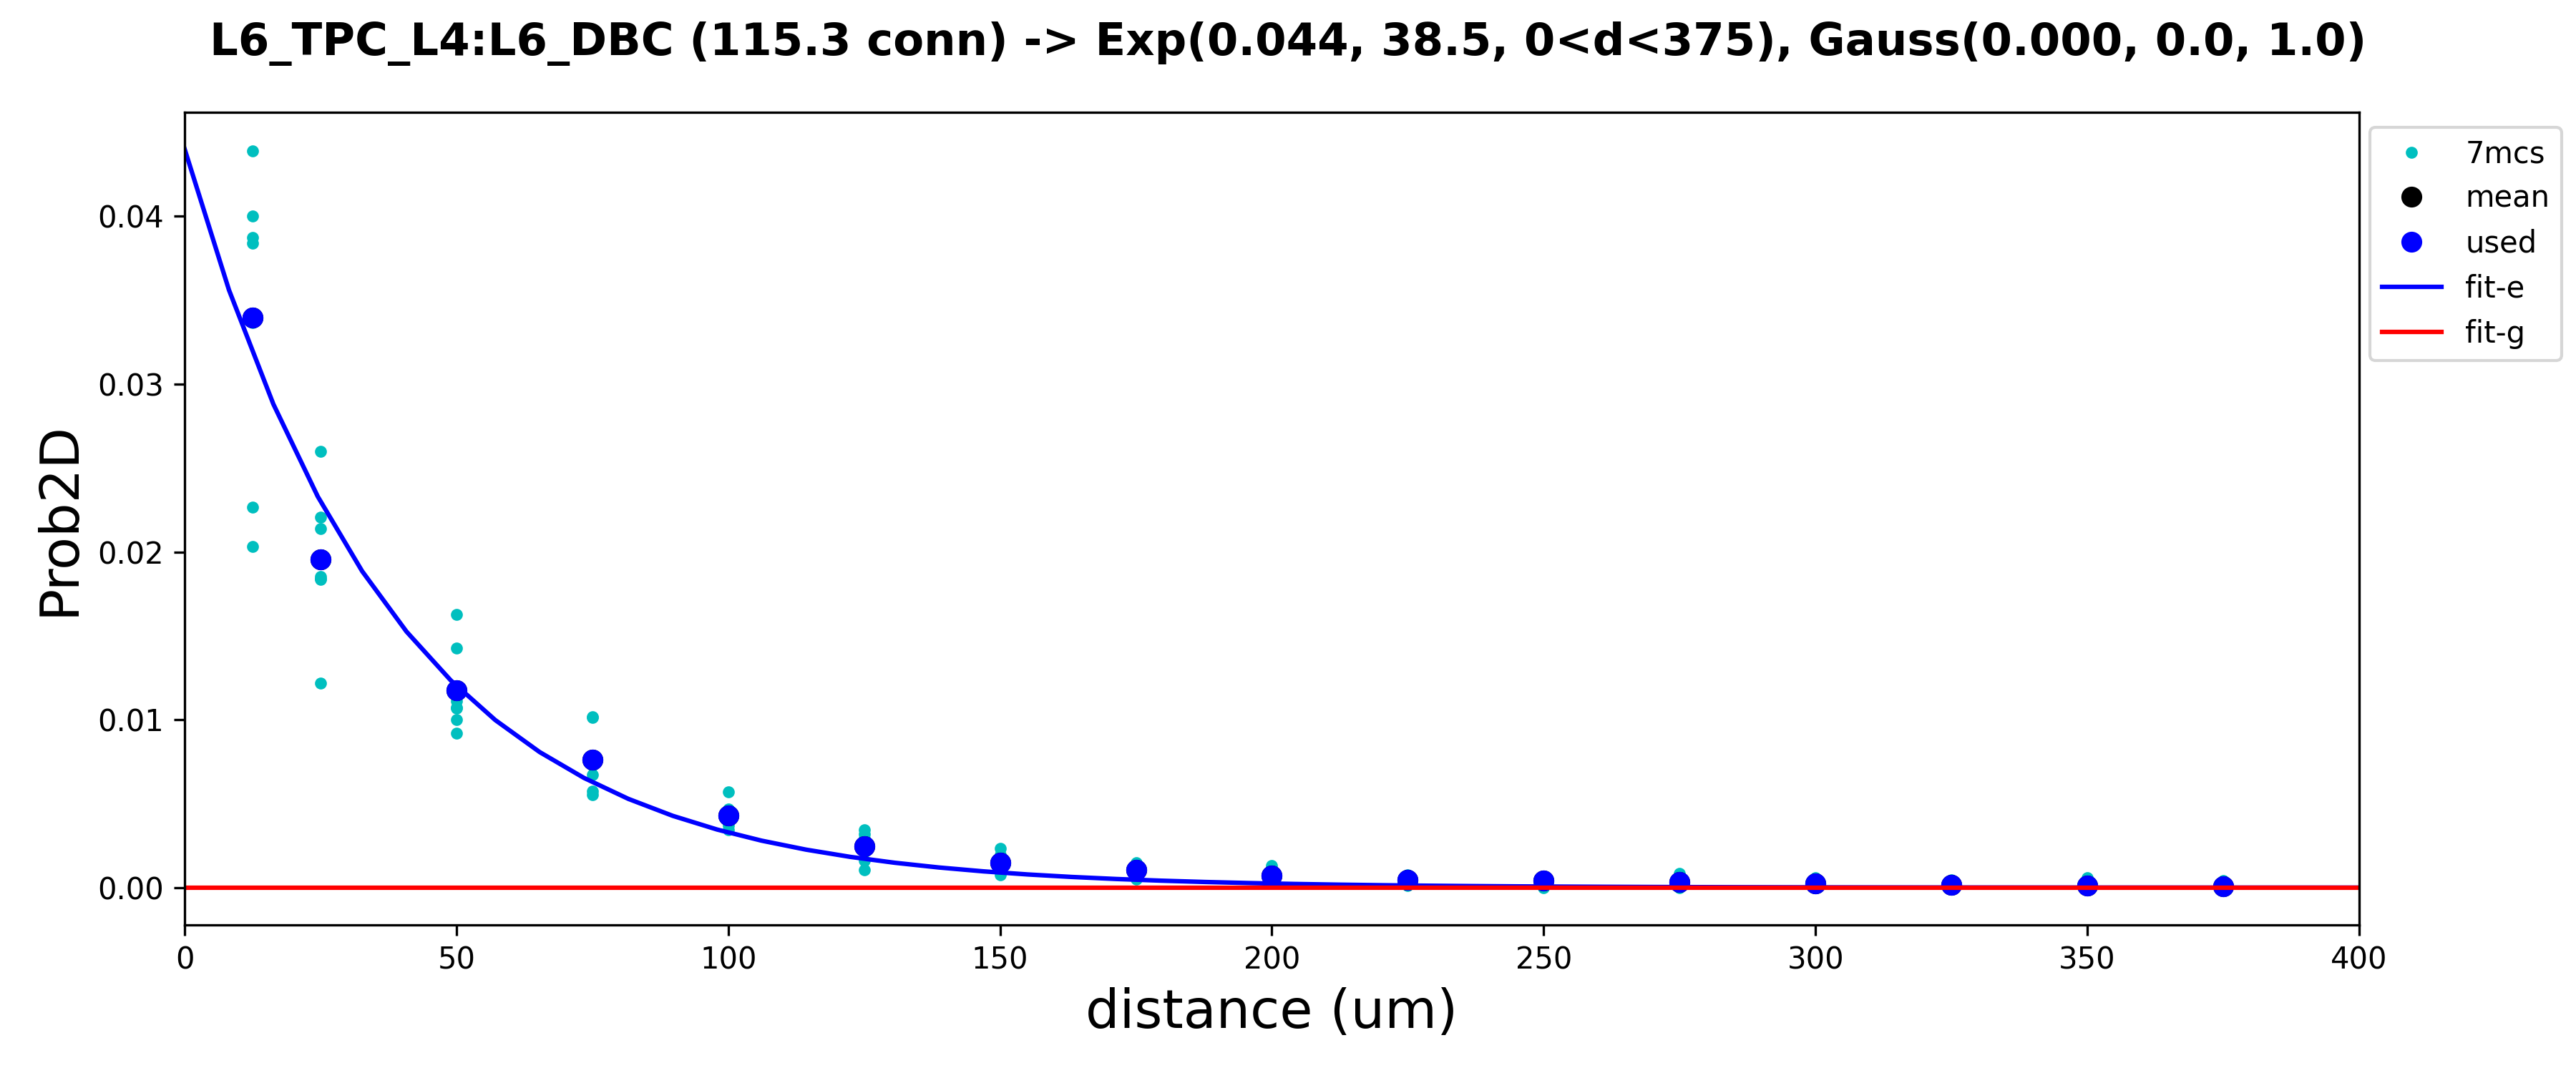 L6_TPC_L4:L6_DBC (115.3 conn) -> Exp(0.044, 38.5, 0<d<375), Gauss(0.000, 0.0, 1.0)
7mcs
mean
used
fit-e
fit-g
Prob2D
0.04
0.03
0.02
0.01
0.00
0 50 100 150 200 250 300 350 400
distance (um)